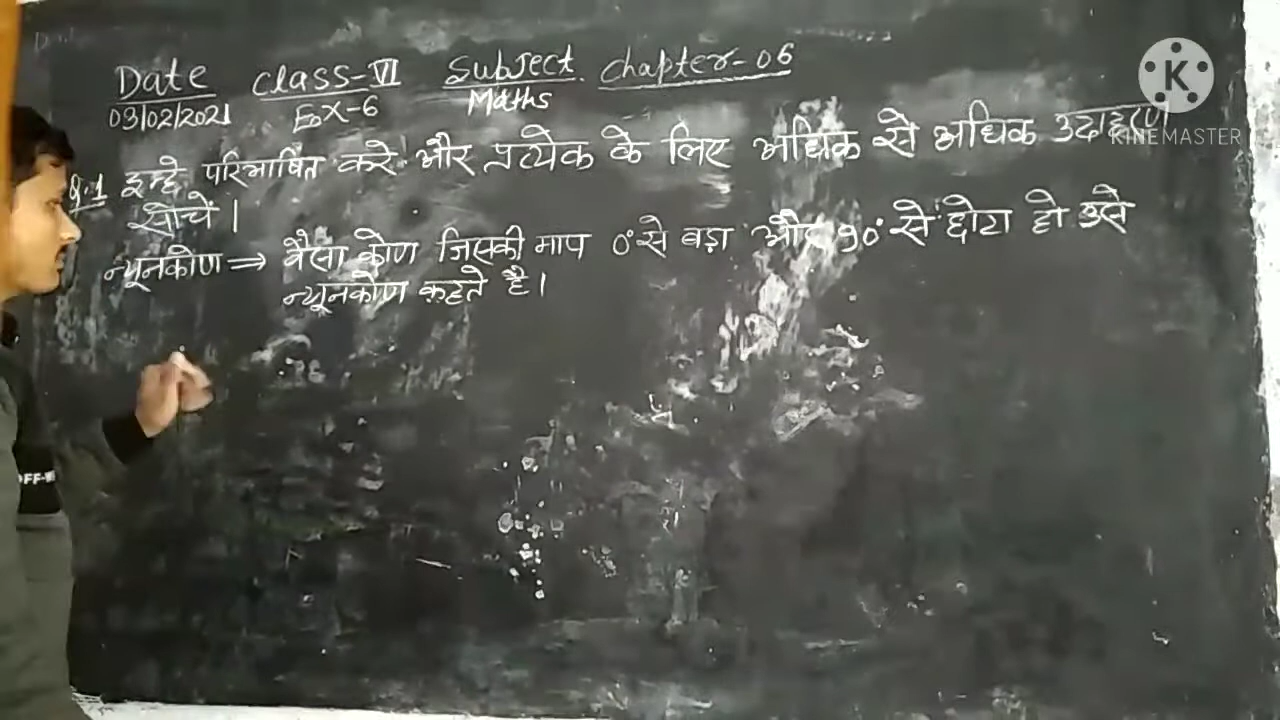 Date Class-VI Subject Chapter-06
03/02/2021 Ex-6 Maths
Q.1 इन्हे परिभाषित करे और प्रत्येक के लिए अधिक से अधिक उदाहरण
सोचें।
न्यूनकोण ⇒ वैसा कोण जिसकी माप 0° से बड़ा और 90° से छोटा हो उसे
न्यूनकोण कहते है।
K
KINEMASTER